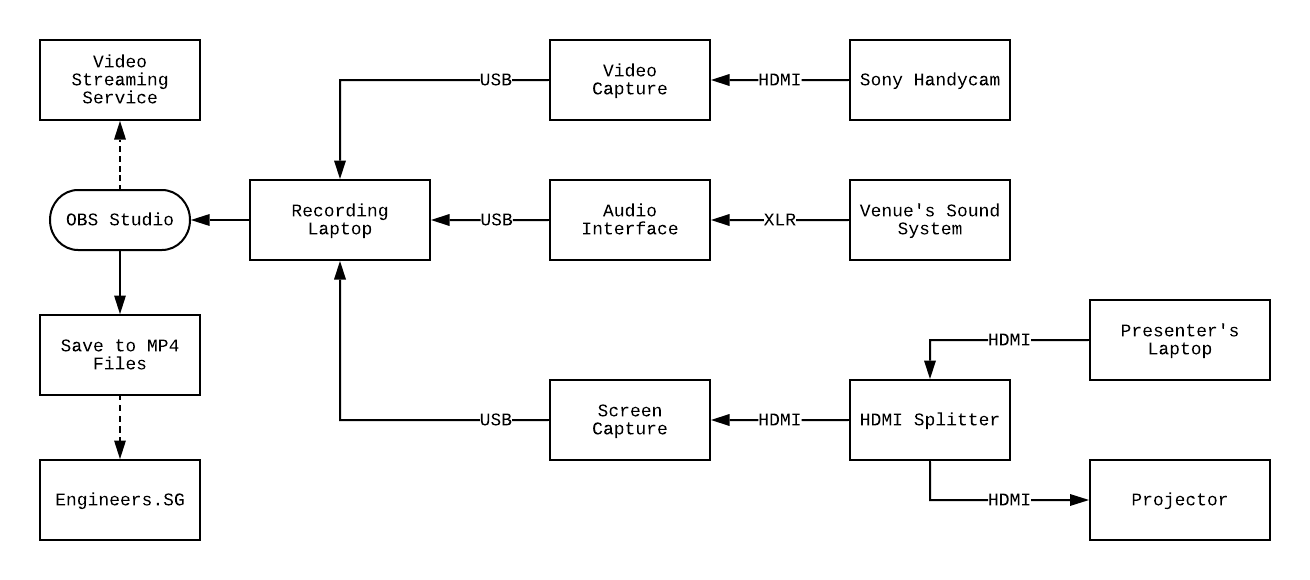 Video
Streaming
Service
USB
Video
Capture
HDMI
Sony Handycam
OBS Studio
Recording
Laptop
USB
Audio
Interface
XLR
Venue's Sound
System
Save to MP4
Files
Presenter's
Laptop
HDMI
USB
Screen
Capture
HDMI
HDMI Splitter
Engineers.SG
HDMI
Projector